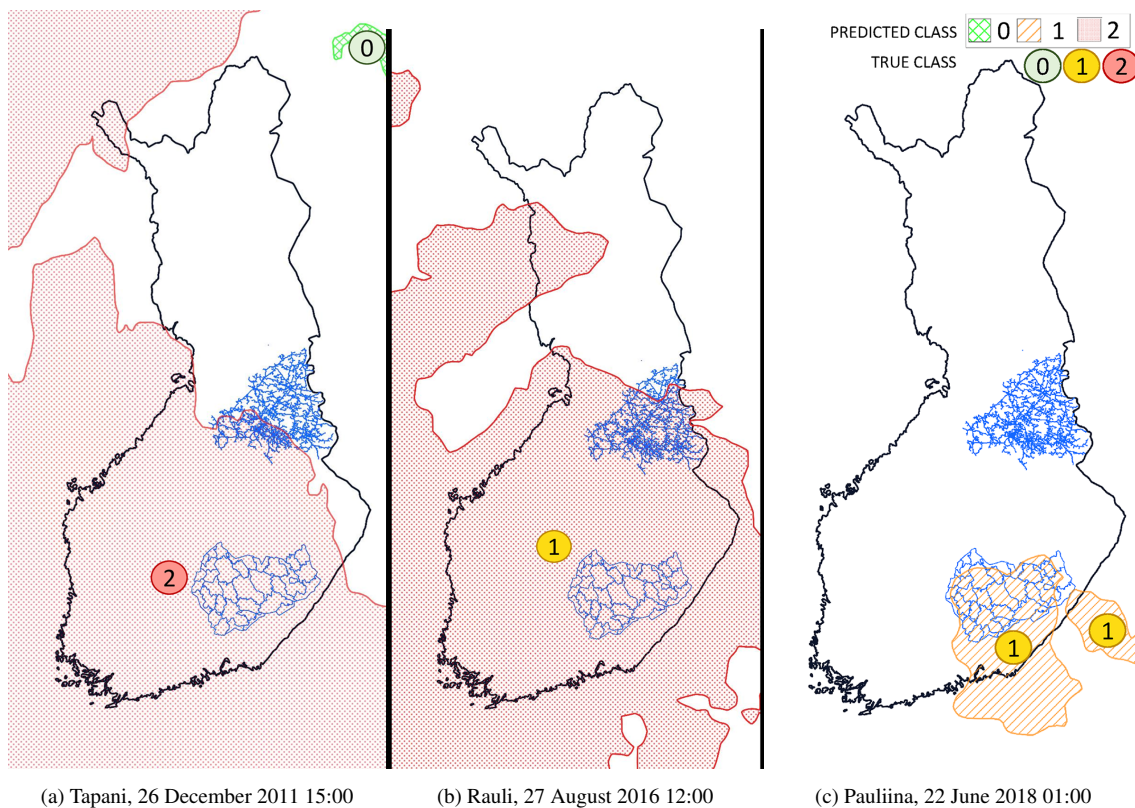 PREDICTED CLASS 0 1 2
TRUE CLASS 0 1 2
0
2
1
1
1
(a) Tapani, 26 December 2011 15:00
(b) Rauli, 27 August 2016 12:00
(c) Pauliina, 22 June 2018 01:00